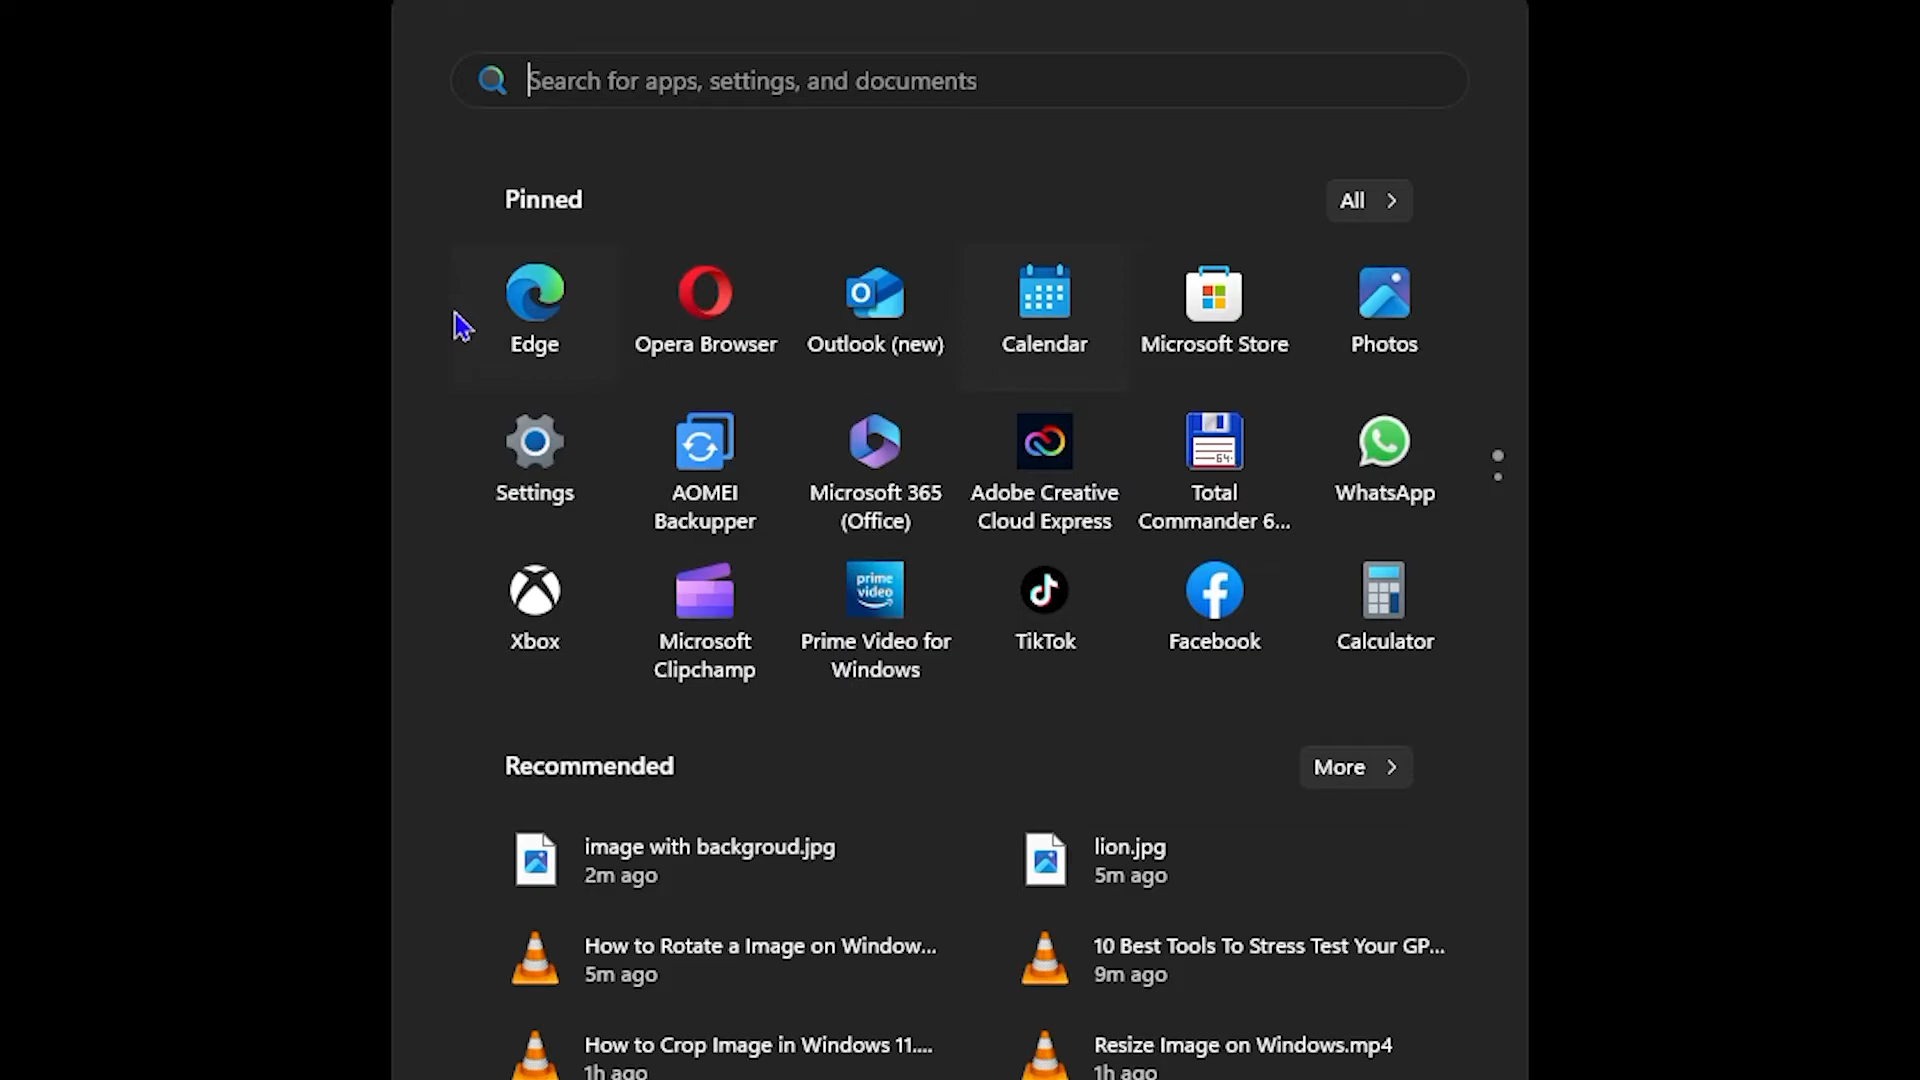 Search for apps, settings, and documents
Pinned
All
Edge
Opera Browser
Outlook (new)
Calendar
Microsoft Store
Photos
Settings
AOMEI
Backupper
Microsoft 365
(Office)
Adobe Creative
Cloud Express
64
Total
Commander 6...
WhatsApp
Xbox
Microsoft
Clipchamp
prime
video
Prime Video for
Windows
TikTok
Facebook
Calculator
Recommended
More
image with backgroud.jpg
2m ago
lion.jpg
5m ago
How to Rotate a Image on Window...
5m ago
10 Best Tools To Stress Test Your GP...
9m ago
How to Crop Image in Windows 11....
1h ago
Resize Image on Windows.mp4
1h ago